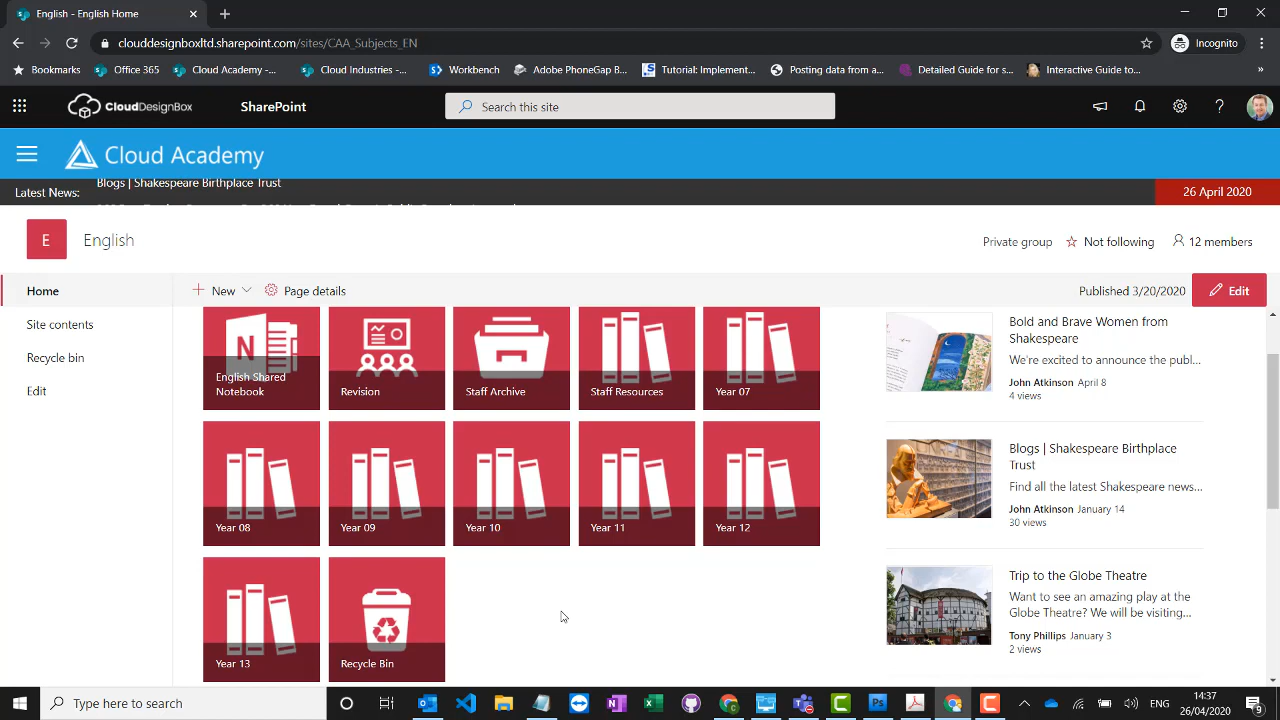 English - English Home
clouddesignboxltd.sharepoint.com/sites/CAA_Subjects_EN
Incognito
Bookmarks
Office 365
Cloud Academy -...
Cloud Industries -...
Workbench
Adobe PhoneGap B...
Tutorial: Implement...
Posting data from a...
Detailed Guide for s...
Interactive Guide to...
»
CLOUDDESIGNBOX
SharePoint
Search this site
Cloud Academy
Latest News:
Blogs | Shakespeare Birthplace Trust
26 April 2020
E
English
Private group
Not following
12 members
Home
New
Page details
Published 3/20/2020
Edit
Site contents
Recycle bin
Edit
N
English Shared
Notebook
Revision
Staff Archive
Staff Resources
Year 07
Year 08
Year 09
Year 10
Year 11
Year 12
Year 13
Recycle Bin
Bold and Brave Women from
Shakespeare
We're excited to announce the publ...
John Atkinson April 8
4 views
Blogs | Shakespeare Birthplace
Trust
Find all the latest Shakespeare news...
John Atkinson January 14
30 views
Trip to the Globe Theatre
Want to see an amazing play at the
Globe Theatre? We will be visiting...
Tony Phillips January 3
2 views
Type here to search
ENG
14:37
26/04/2020
9